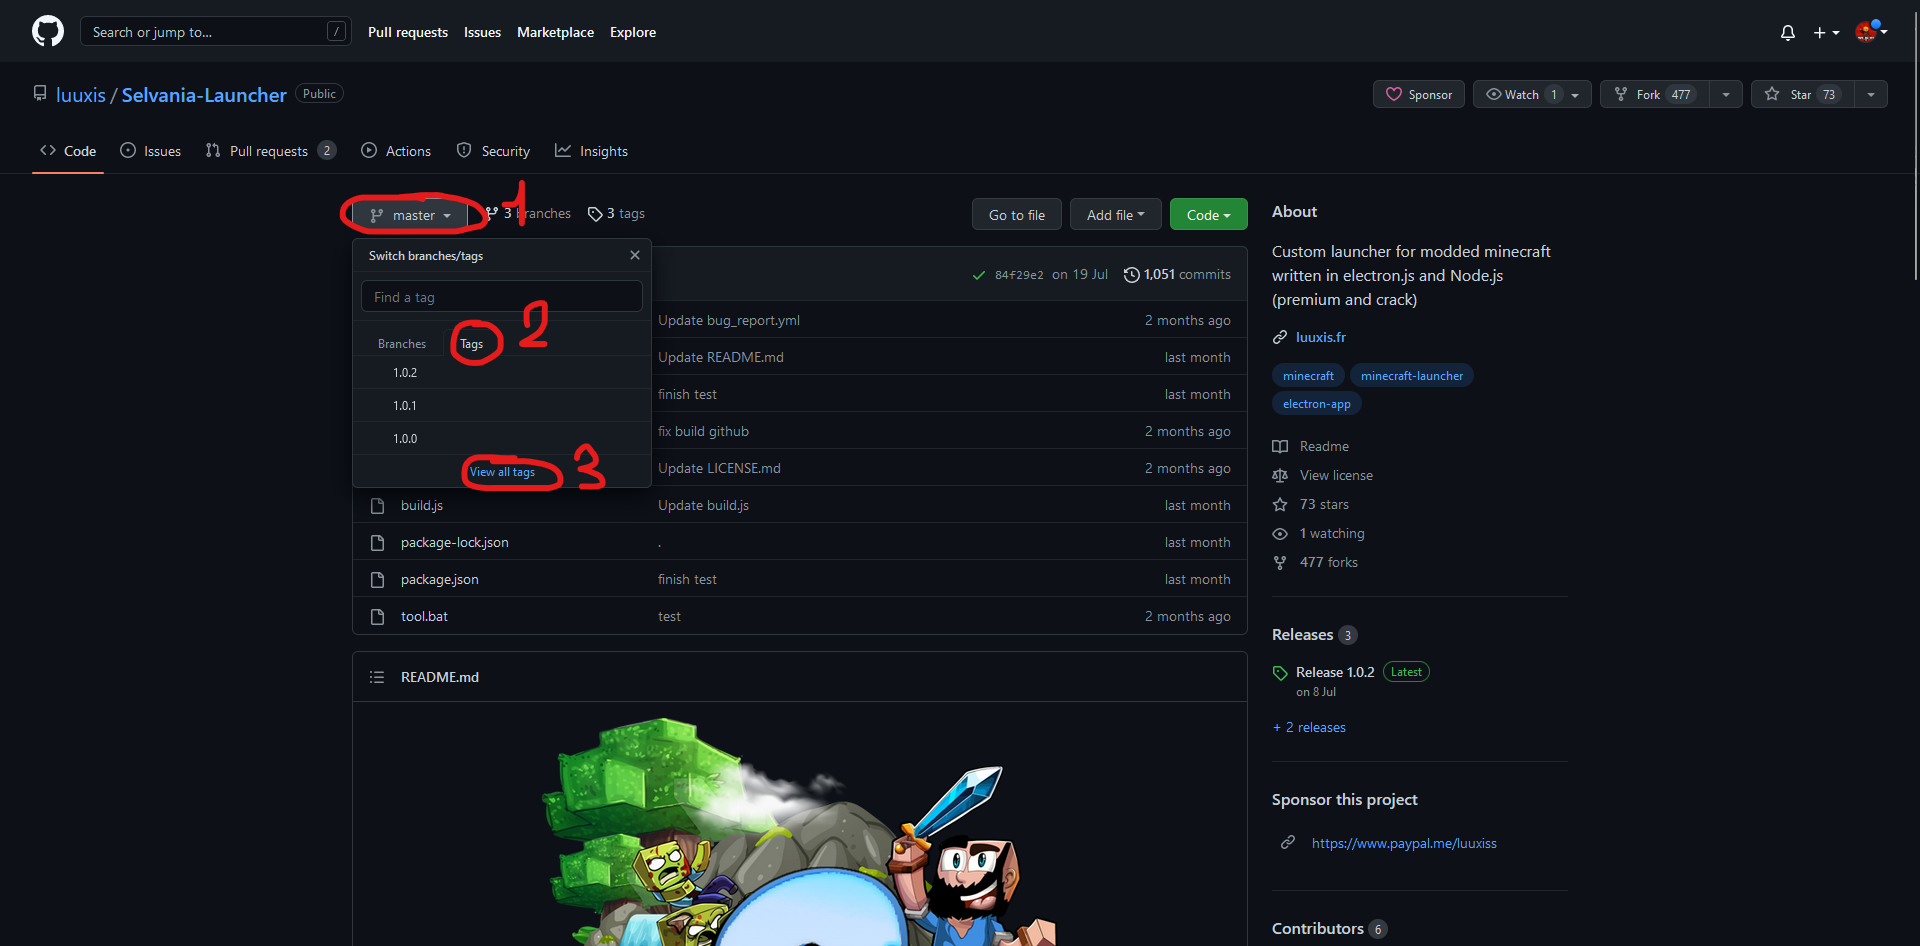 Search or jump to... /
Pull requests Issues Marketplace Explore
luuxis / Selvania-Launcher Public
Sponsor Watch 1 Fork 477 Star 73
Code Issues Pull requests 2 Actions Security Insights
master 1 3 branches 3 tags
Go to file Add file Code
Switch branches/tags
Find a tag
2
Branches Tags
1.0.2
1.0.1
1.0.0
View all tags 3
84f29e2 on 19 Jul 1,051 commits
Update bug_report.yml 2 months ago
Update README.md last month
finish test last month
fix build github 2 months ago
Update LICENSE.md 2 months ago
build.js Update build.js last month
package-lock.json . last month
package.json finish test last month
tool.bat test 2 months ago
README.md
About
Custom launcher for modded minecraft
written in electron.js and Node.js
(premium and crack)
luuxis.fr
minecraft minecraft-launcher
electron-app
Readme
View license
73 stars
1 watching
477 forks
Releases 3
Release 1.0.2 Latest
on 8 Jul
+ 2 releases
Sponsor this project
https://www.paypal.me/luuxiss
Contributors 6